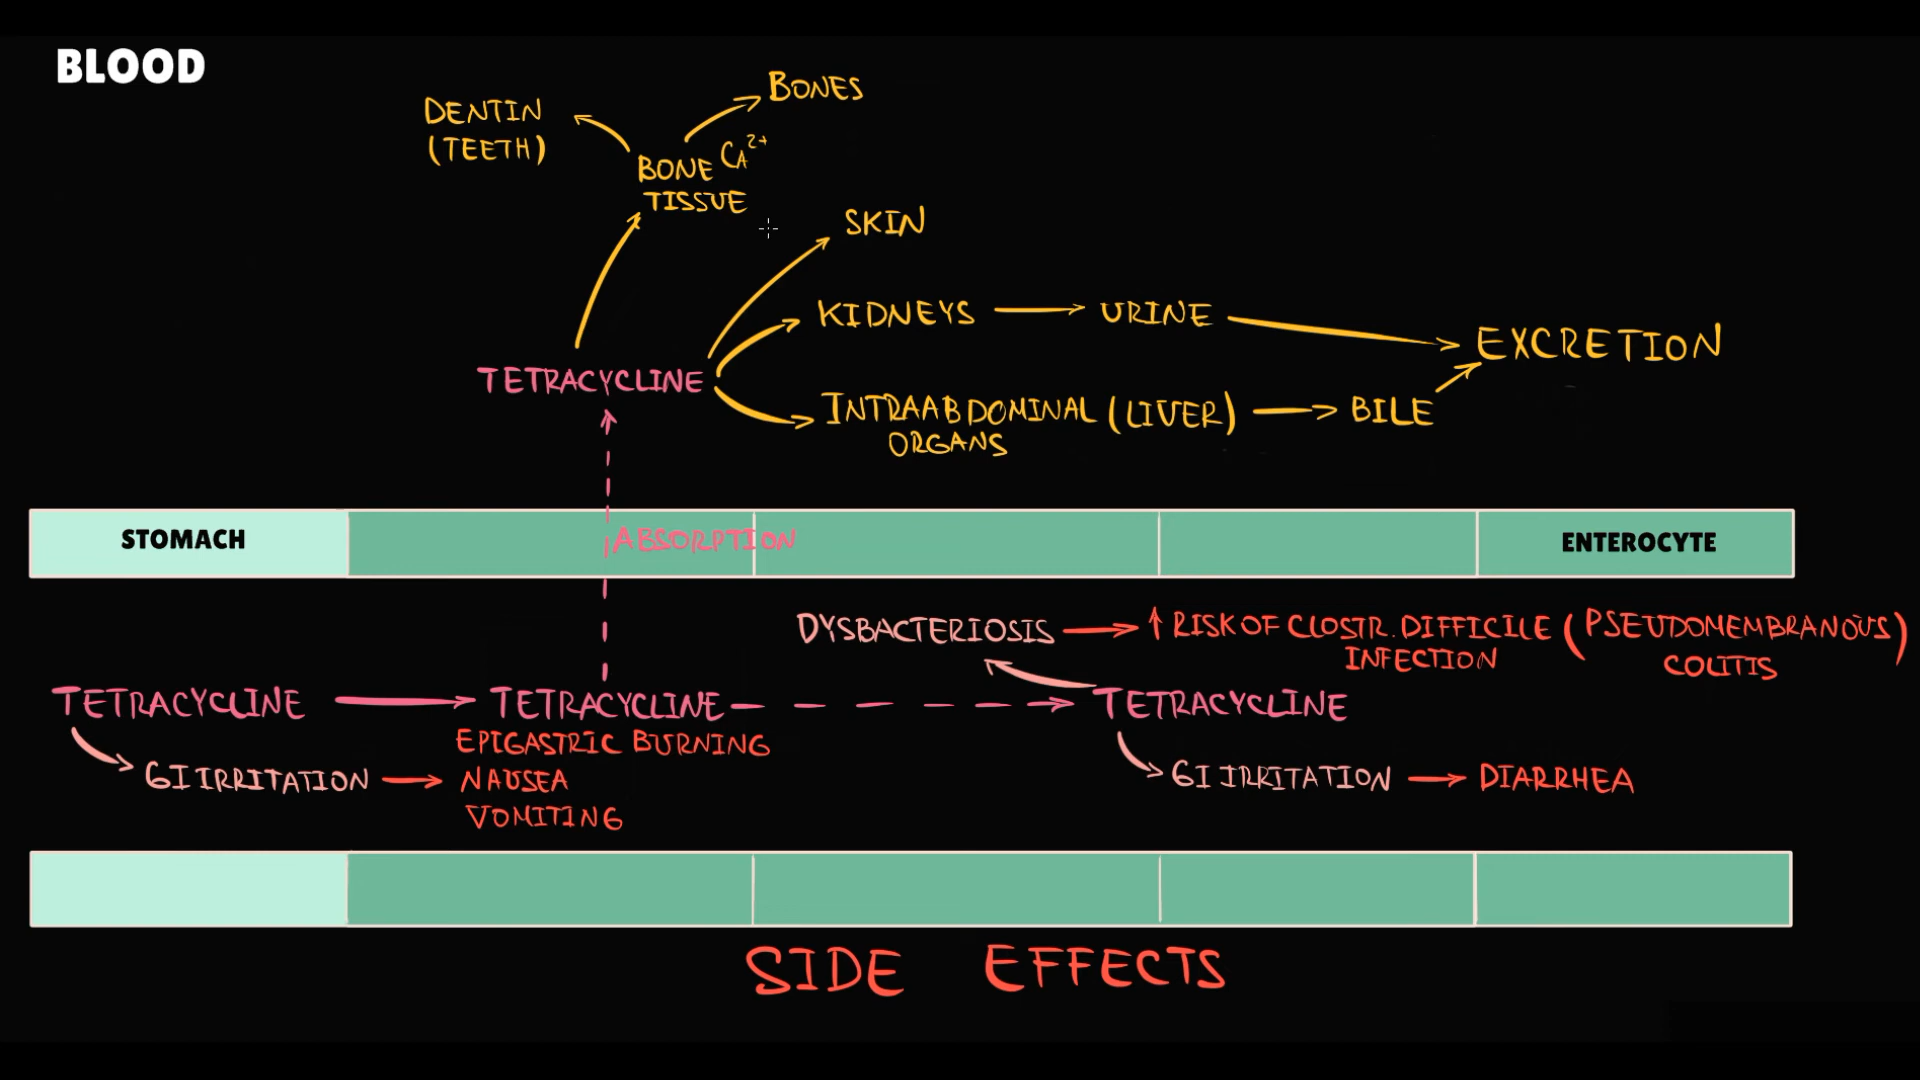 BLOOD
BONES
DENTIN
(TEETH)
BONE CA²⁺
TISSUE
SKIN
KIDNEYS
URINE
EXCRETION
TETRACYCLINE
INTRAABDOMINAL (LIVER)
ORGANS
BILE
STOMACH
ABSORPTION
ENTEROCYTE
DYSBACTERIOSIS
↑ RISK OF CLOSTR. DIFFICILE (PSEUDOMEMBRANOUS)
INFECTION
COLITIS
TETRACYCLINE
TETRACYCLINE
TETRACYCLINE
EPIGASTRIC BURNING
GI IRRITATION
NAUSEA
VOMITING
GI IRRITATION
DIARRHEA
SIDE EFFECTS